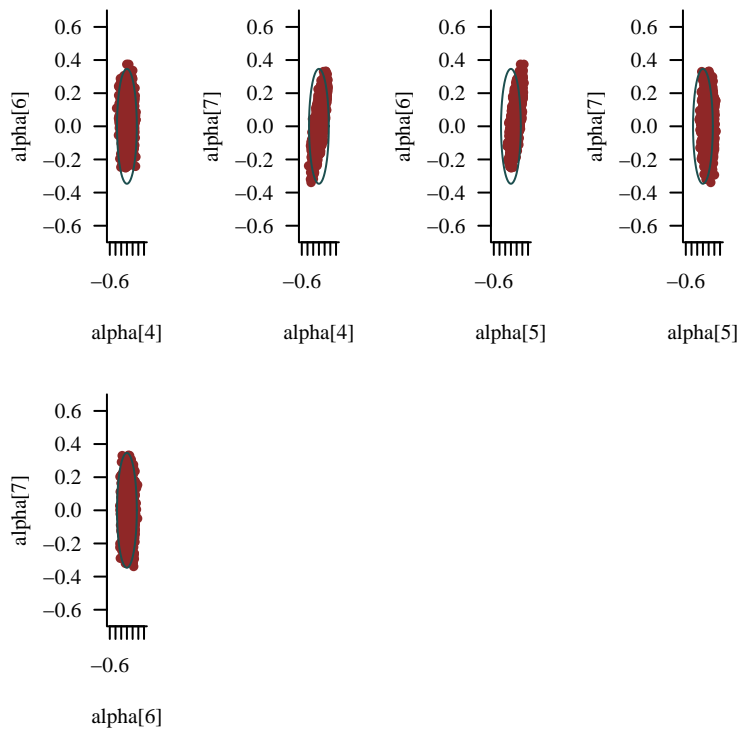 0.6 0.6 0.6 0.6
0.4 0.4 0.4 0.4
0.2 0.2 0.2 0.2
0.0 0.0 0.0 0.0
–0.2 –0.2 –0.2 –0.2
–0.4 –0.4 –0.4 –0.4
–0.6 –0.6 –0.6 –0.6
alpha[6] alpha[7] alpha[6] alpha[7]
–0.6 –0.6 –0.6 –0.6
alpha[4] alpha[4] alpha[5] alpha[5]
0.6
0.4
0.2
0.0
–0.2
–0.4
–0.6
alpha[7]
–0.6
alpha[6]